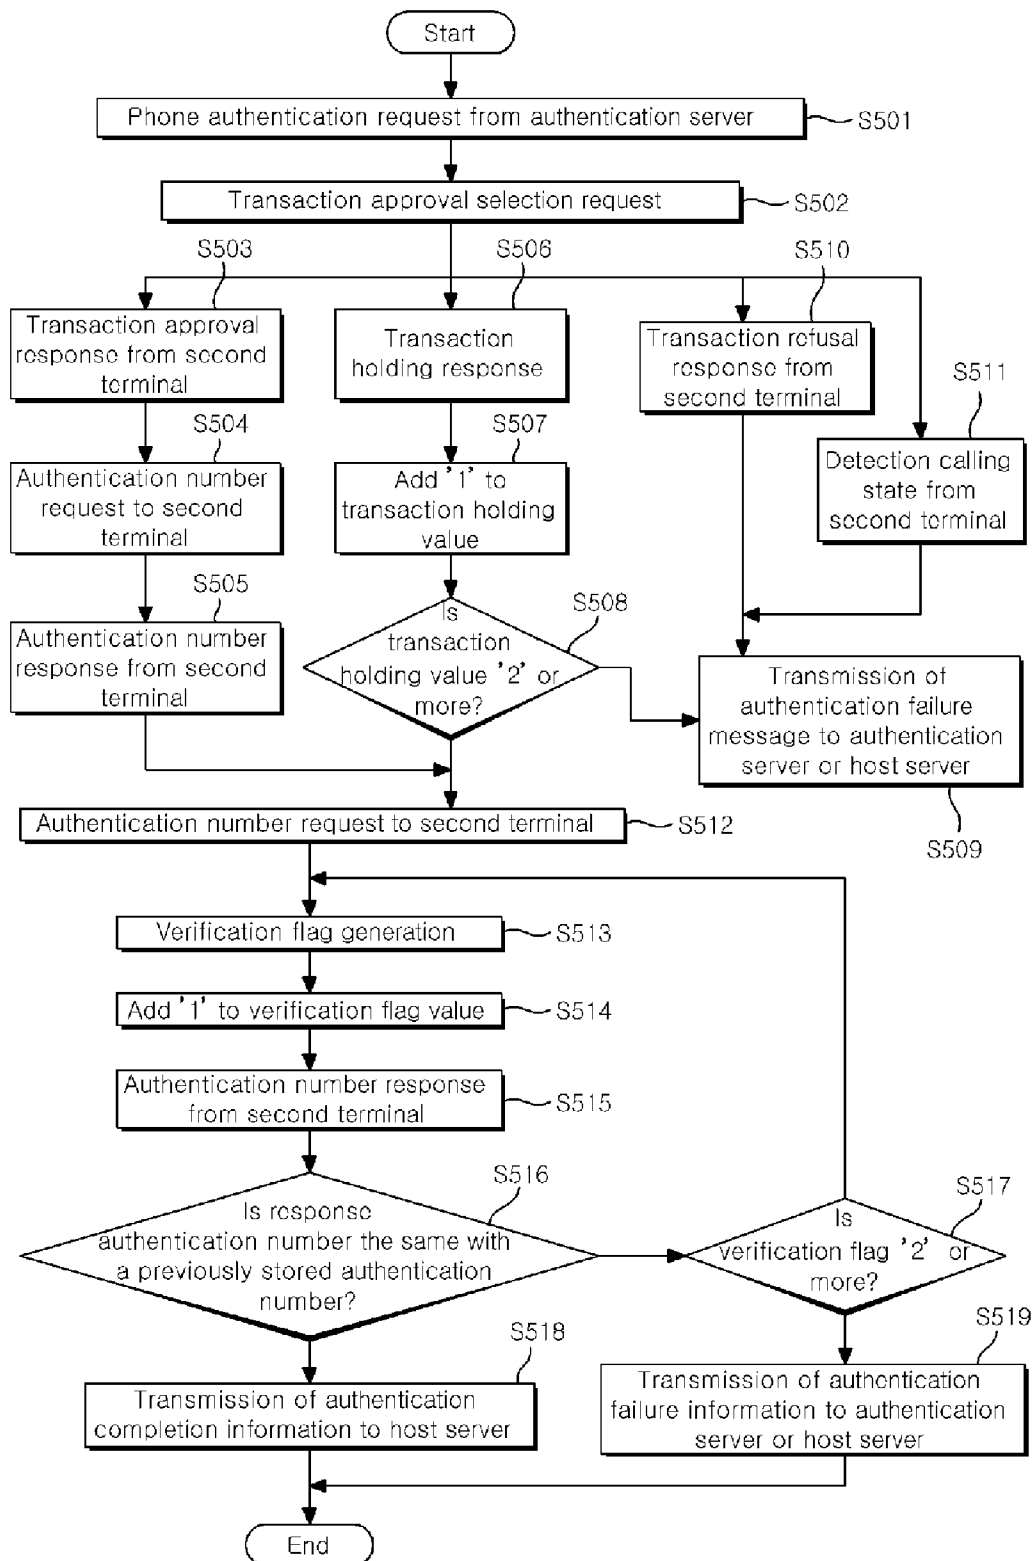 Start
Phone authentication request from authentication server
S501
Transaction approval selection request
S502
S503
Transaction approval
response from second
terminal
S504
Authentication number
request to second
terminal
S505
Authentication number
response from second
terminal
S506
Transaction
holding response
S507
Add '1' to
transaction holding
value
S508
Is
transaction
holding value '2' or
more?
S510
Transaction refusal
response from
second terminal
S511
Detection calling
state from
second terminal
Transmission of
authentication failure
message to authentication
server or host server
S509
Authentication number request to second terminal
S512
Verification flag generation
S513
Add '1' to verification flag value
S514
Authentication number response
from second terminal
S515
S516
Is response
authentication number the same with
a previously stored authentication
number?
S517
Is
verification flag '2' or
more?
S518
Transmission of authentication
completion information to host server
S519
Transmission of authentication
failure information to authentication
server or host server
End